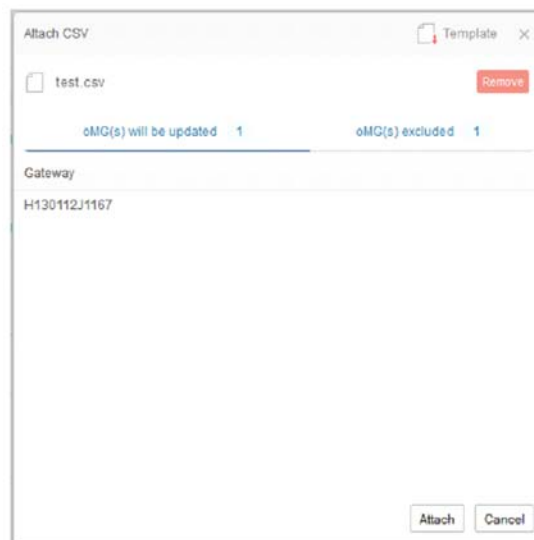 Attach CSV Template ×
test.csv Remove
oMG(s) will be updated 1 oMG(s) excluded 1
Gateway
H130112J1167
Attach Cancel